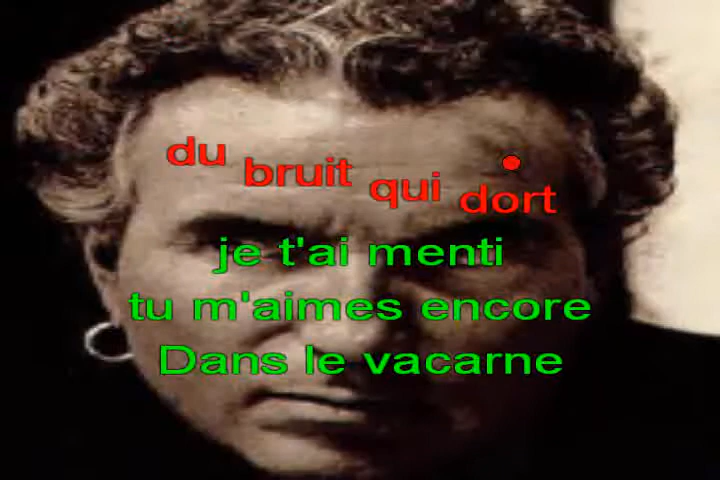 du bruit qui dort
je t'ai menti
tu m'aimes encore
Dans le vacarne